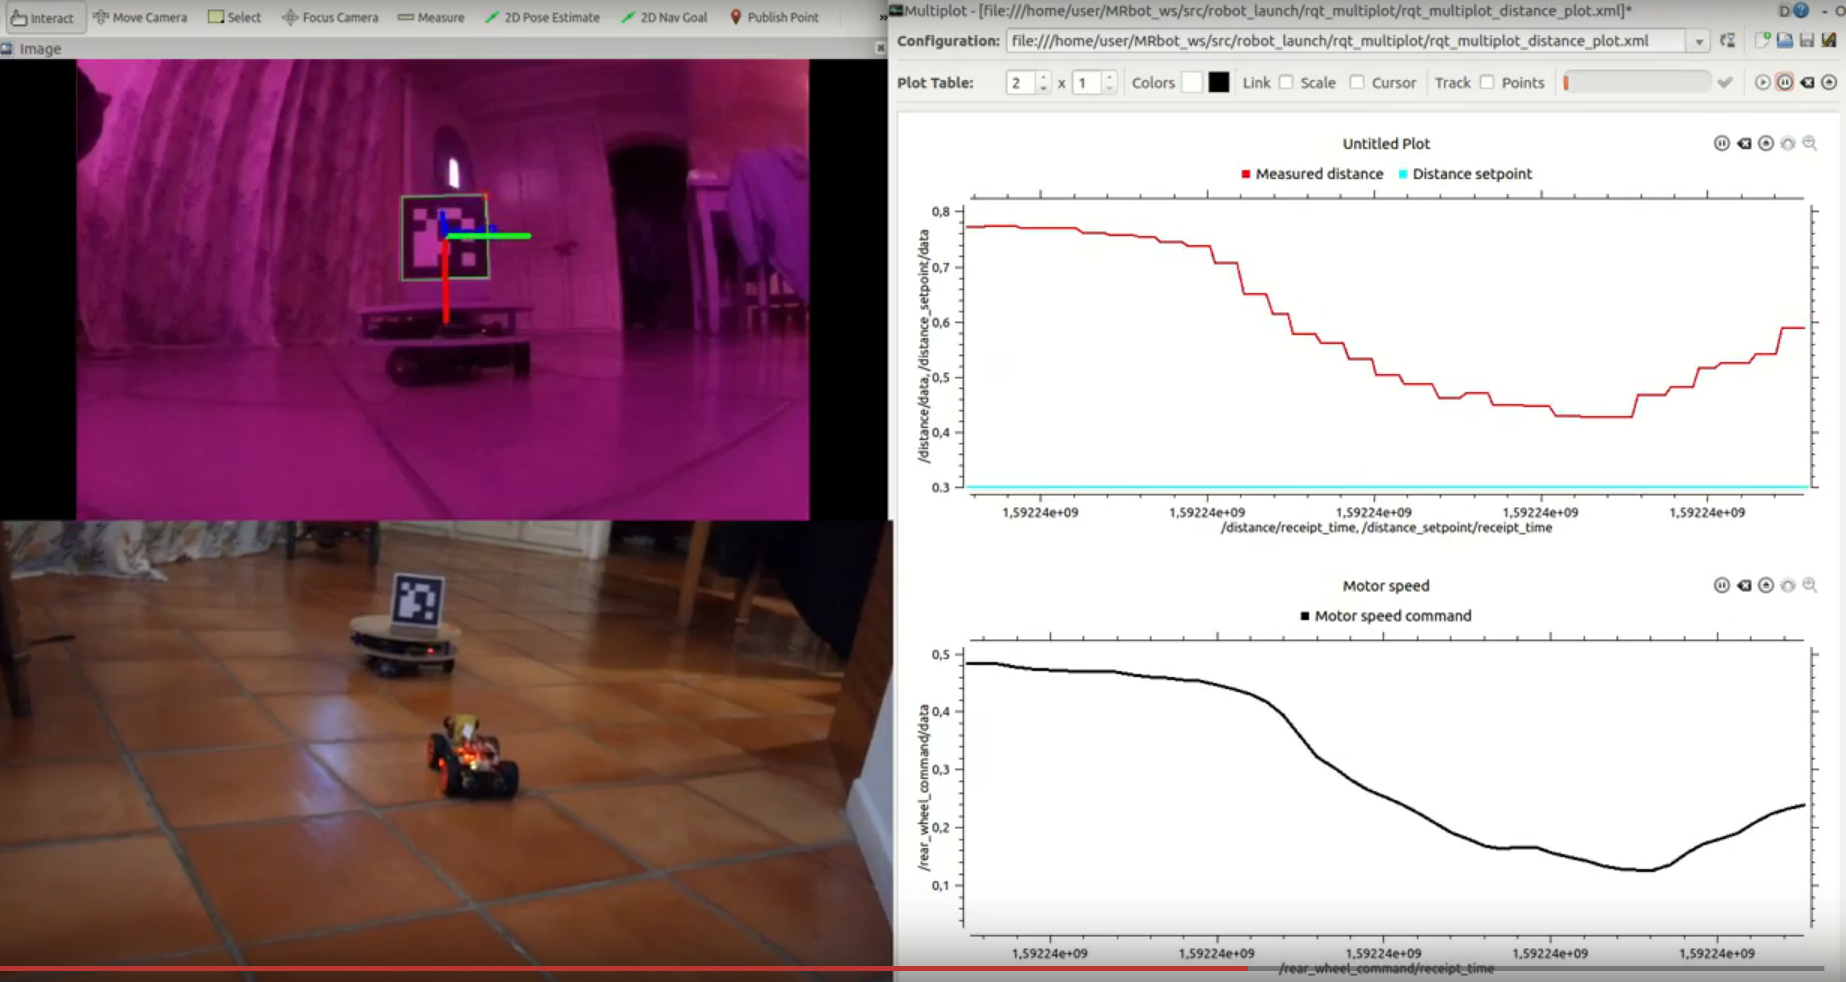 Interact Move Camera Select Focus Camera Measure 2D Pose Estimate 2D Nav Goal Publish Point »
Image
Multiplot - [file:///home/user/MRbot_ws/src/robot_launch/rqt_multiplot/rqt_multiplot_distance_plot.xml]*
D ? - O
Configuration: file:///home/user/MRbot_ws/src/robot_launch/rqt_multiplot/rqt_multiplot_distance_plot.xml
Plot Table: 2 x 1 Colors Link Scale Cursor Track Points
Untitled Plot
Measured distance Distance setpoint
/distance/data, /distance_setpoint/data
0,8
0,7
0,6
0,5
0,4
0.3
1,59224e+09 1,59224e+09 1,59224e+09 1,59224e+09 1,59224e+09
/distance/receipt_time, /distance_setpoint/receipt_time
Motor speed
Motor speed command
/rear_wheel_command/data
0,5
0,4
0,3
0,2
0,1
1,59224e+09 1,59224e+09 1,59224e+09 1,59224e+09 1,59224e+09
/rear_wheel_command/receipt_time